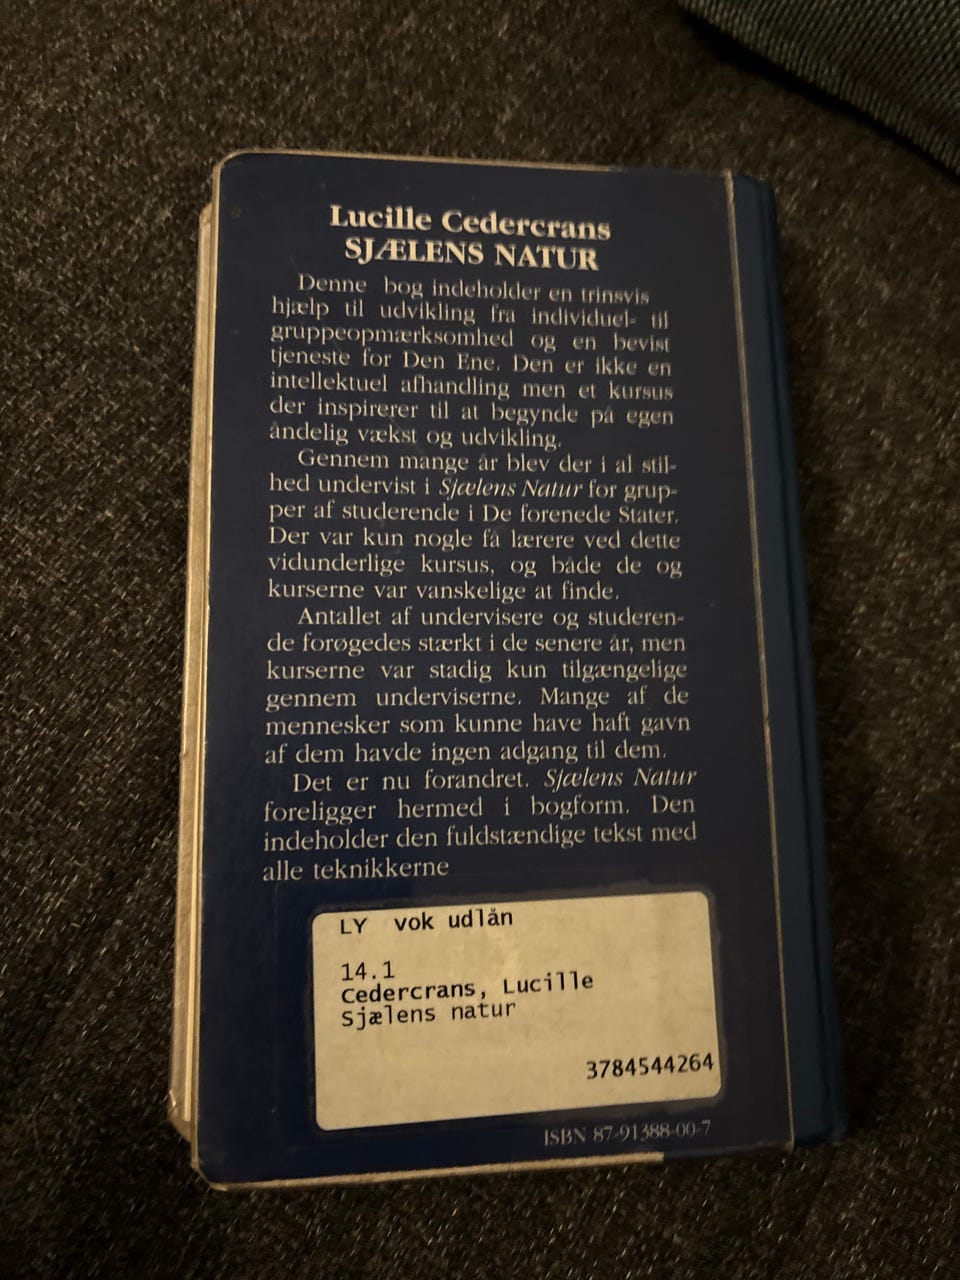 Lucille Cedercrans
SJÆLENS NATUR
Denne bog indeholder en trinsvis
hjælp til udvikling fra individuel- til
gruppeopmærksomhed og en bevist
tjeneste for Den Ene. Den er ikke en
intellektuel afhandling men et kursus
der inspirerer til at begynde på egen
åndelig vækst og udvikling.
Gennem mange år blev der i al stil-
hed undervist i Sjælens Natur for grup-
per af studerende i De forenede Stater.
Der var kun nogle få lærere ved dette
vidunderlige kursus, og både de og
kurserne var vanskelige at finde.
Antallet af undervisere og studeren-
de forøgedes stærkt i de senere år, men
kurserne var stadig kun tilgængelige
gennem underviserne. Mange af de
mennesker som kunne have haft gavn
af dem havde ingen adgang til dem.
Det er nu forandret. Sjælens Natur
foreligger hermed i bogform. Den
indeholder den fuldstændige tekst med
alle teknikkerne
LY vok udlån
14.1
Cedercrans, Lucille
Sjælens natur
3784544264
ISBN 87-91388-00-7